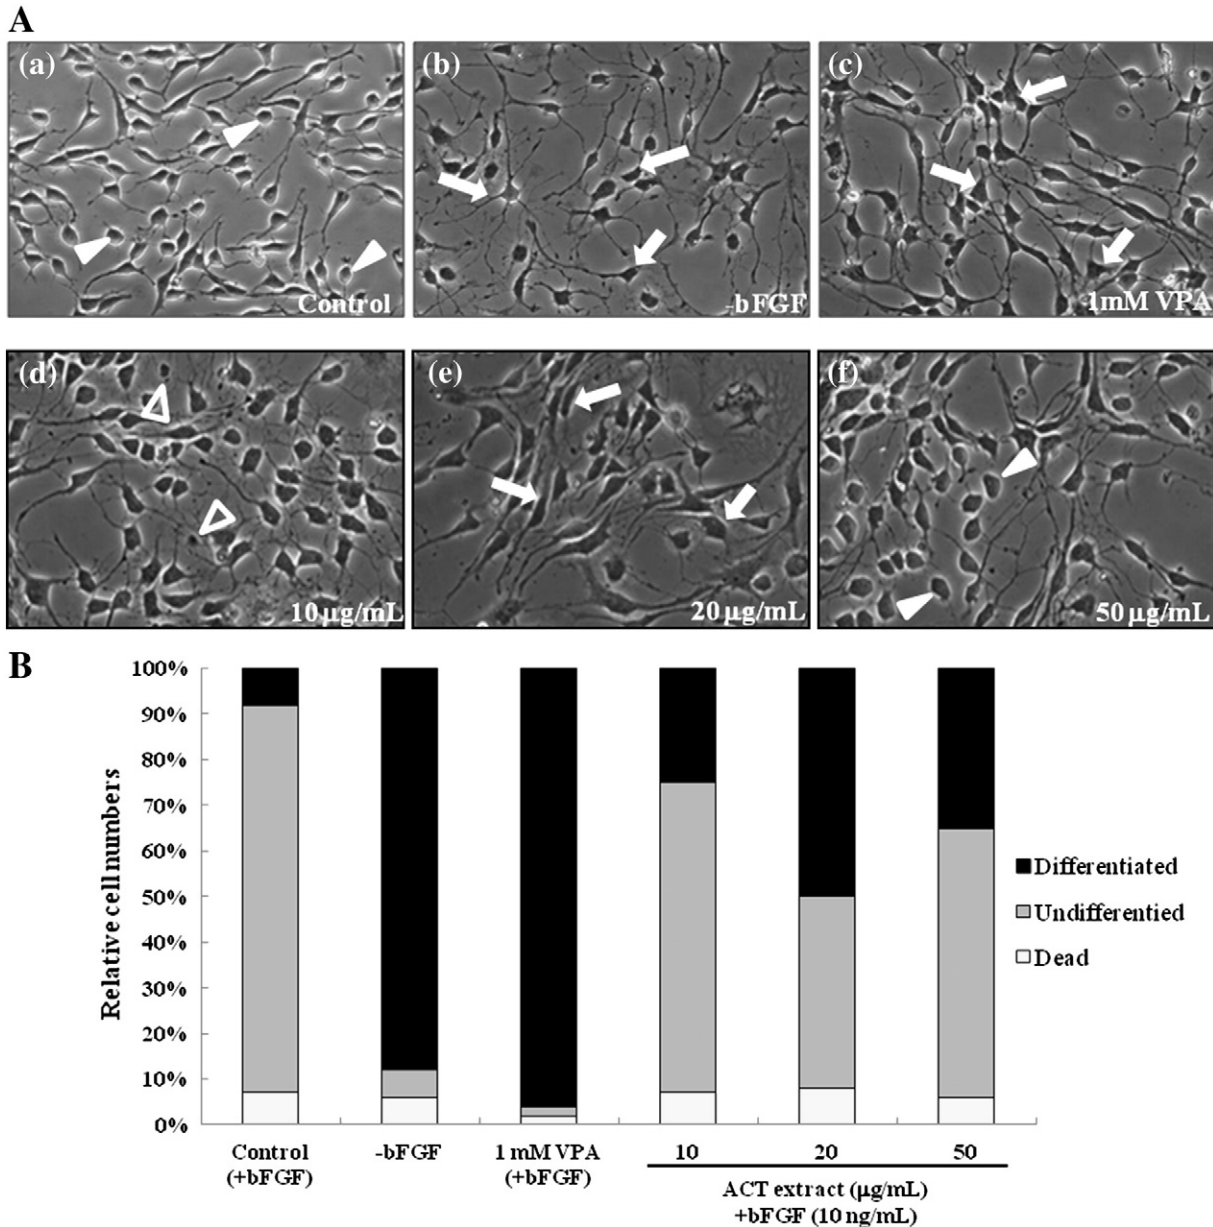 A
(a)
(b)
(c)
Control
-bFGF
1mM VPA
(d)
(e)
(f)
10 µg/mL
20 µg/mL
50 µg/mL
B
100%
90%
80%
70%
60%
50%
40%
30%
20%
10%
0%
Relative cell numbers
Differentiated
Undifferentied
Dead
Control
(+bFGF)
-bFGF
1 mM VPA
(+bFGF)
10
20
50
ACT extract (µg/mL)
+bFGF (10 ng/mL)